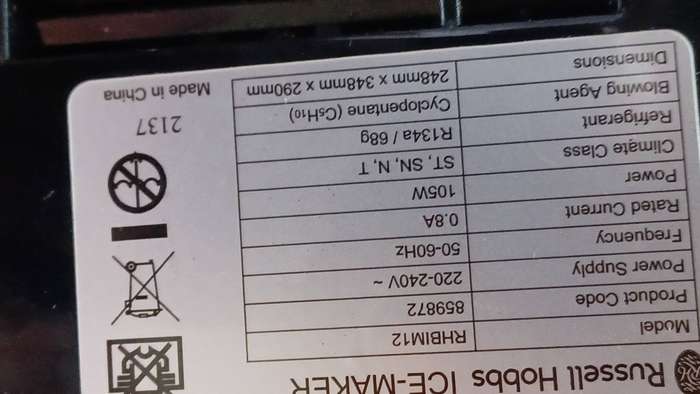 Russell Hobbs ICE-MAKER
Model RHBIM12
Product Code 859872
Power Supply 220-240V ~
Frequency 50-60Hz
Rated Current 0.8A
Power 105W
Climate Class ST, SN, N, T
Refrigerant R134a / 68g
Blowing Agent Cyclopentane (C5H10)
Dimensions 248mm x 348mm x 290mm
2137
Made in China